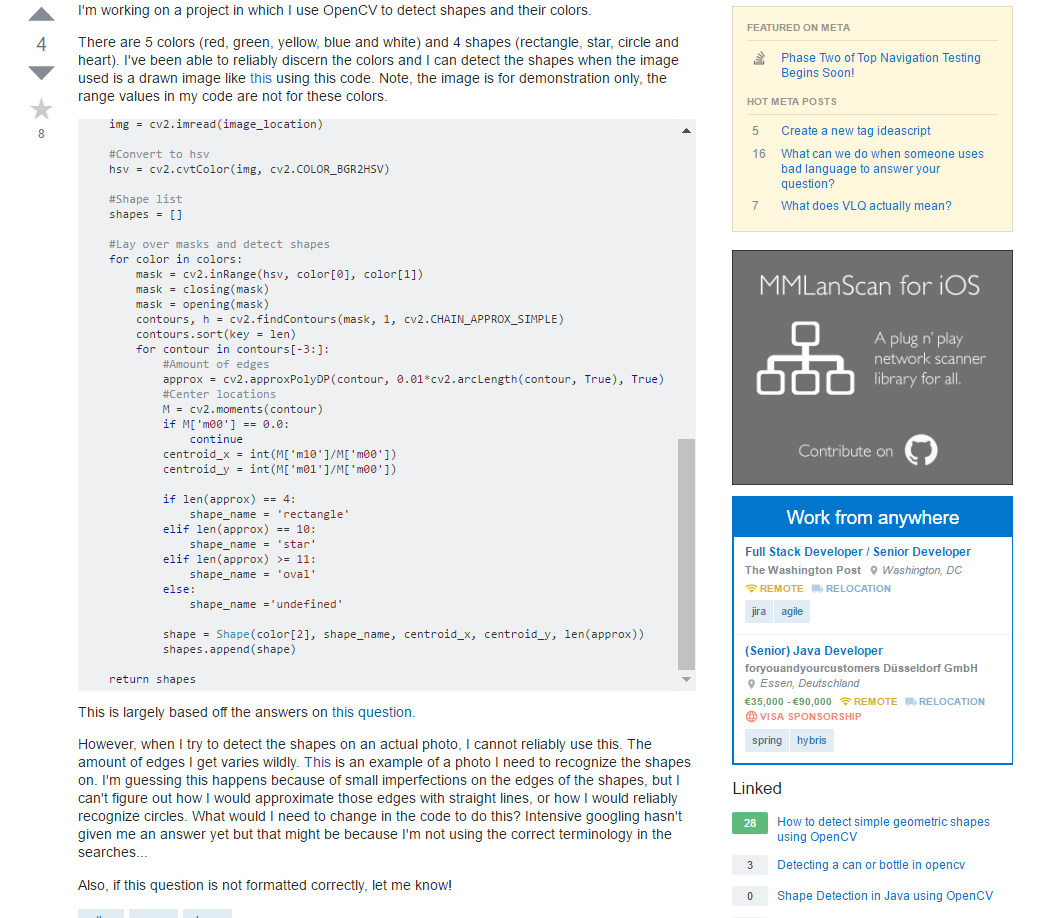 I'm working on a project in which I use OpenCV to detect shapes and their colors.
4
There are 5 colors (red, green, yellow, blue and white) and 4 shapes (rectangle, star, circle and
heart). I've been able to reliably discern the colors and I can detect the shapes when the image
used is a drawn image like this using this code. Note, the image is for demonstration only, the
range values in my code are not for these colors.
8
img = cv2.imread(image_location)
#Convert to hsv
hsv = cv2.cvtColor(img, cv2.COLOR_BGR2HSV)
#Shape list
shapes = []
#Lay over masks and detect shapes
for color in colors:
mask = cv2.inRange(hsv, color[0], color[1])
mask = closing(mask)
mask = opening(mask)
contours, h = cv2.findContours(mask, 1, cv2.CHAIN_APPROX_SIMPLE)
contours.sort(key = len)
for contour in contours[-3:]:
#Amount of edges
approx = cv2.approxPolyDP(contour, 0.01*cv2.arcLength(contour, True), True)
#Center locations
M = cv2.moments(contour)
if M['m00'] == 0.0:
continue
centroid_x = int(M['m10']/M['m00'])
centroid_y = int(M['m01']/M['m00'])
if len(approx) == 4:
shape_name = 'rectangle'
elif len(approx) == 10:
shape_name = 'star'
elif len(approx) >= 11:
shape_name = 'oval'
else:
shape_name ='undefined'
shape = Shape(color[2], shape_name, centroid_x, centroid_y, len(approx))
shapes.append(shape)
return shapes
This is largely based off the answers on this question.
However, when I try to detect the shapes on an actual photo, I cannot reliably use this. The
amount of edges I get varies wildly. This is an example of a photo I need to recognize the shapes
on. I'm guessing this happens because of small imperfections on the edges of the shapes, but I
can't figure out how I would approximate those edges with straight lines, or how I would reliably
recognize circles. What would I need to change in the code to do this? Intensive googling hasn't
given me an answer yet but that might be because I'm not using the correct terminology in the
searches...
Also, if this question is not formatted correctly, let me know!
FEATURED ON META
Phase Two of Top Navigation Testing
Begins Soon!
HOT META POSTS
5 Create a new tag ideascript
16 What can we do when someone uses
bad language to answer your
question?
7 What does VLQ actually mean?
MMLanScan for iOS
A plug n' play
network scanner
library for all.
Contribute on
Work from anywhere
Full Stack Developer / Senior Developer
The Washington Post Washington, DC
REMOTE RELOCATION
jira agile
(Senior) Java Developer
foryouandyourcustomers Düsseldorf GmbH
Essen, Deutschland
€35,000 - €90,000 REMOTE RELOCATION
VISA SPONSORSHIP
spring hybris
Linked
28 How to detect simple geometric shapes
using OpenCV
3 Detecting a can or bottle in opencv
0 Shape Detection in Java using OpenCV